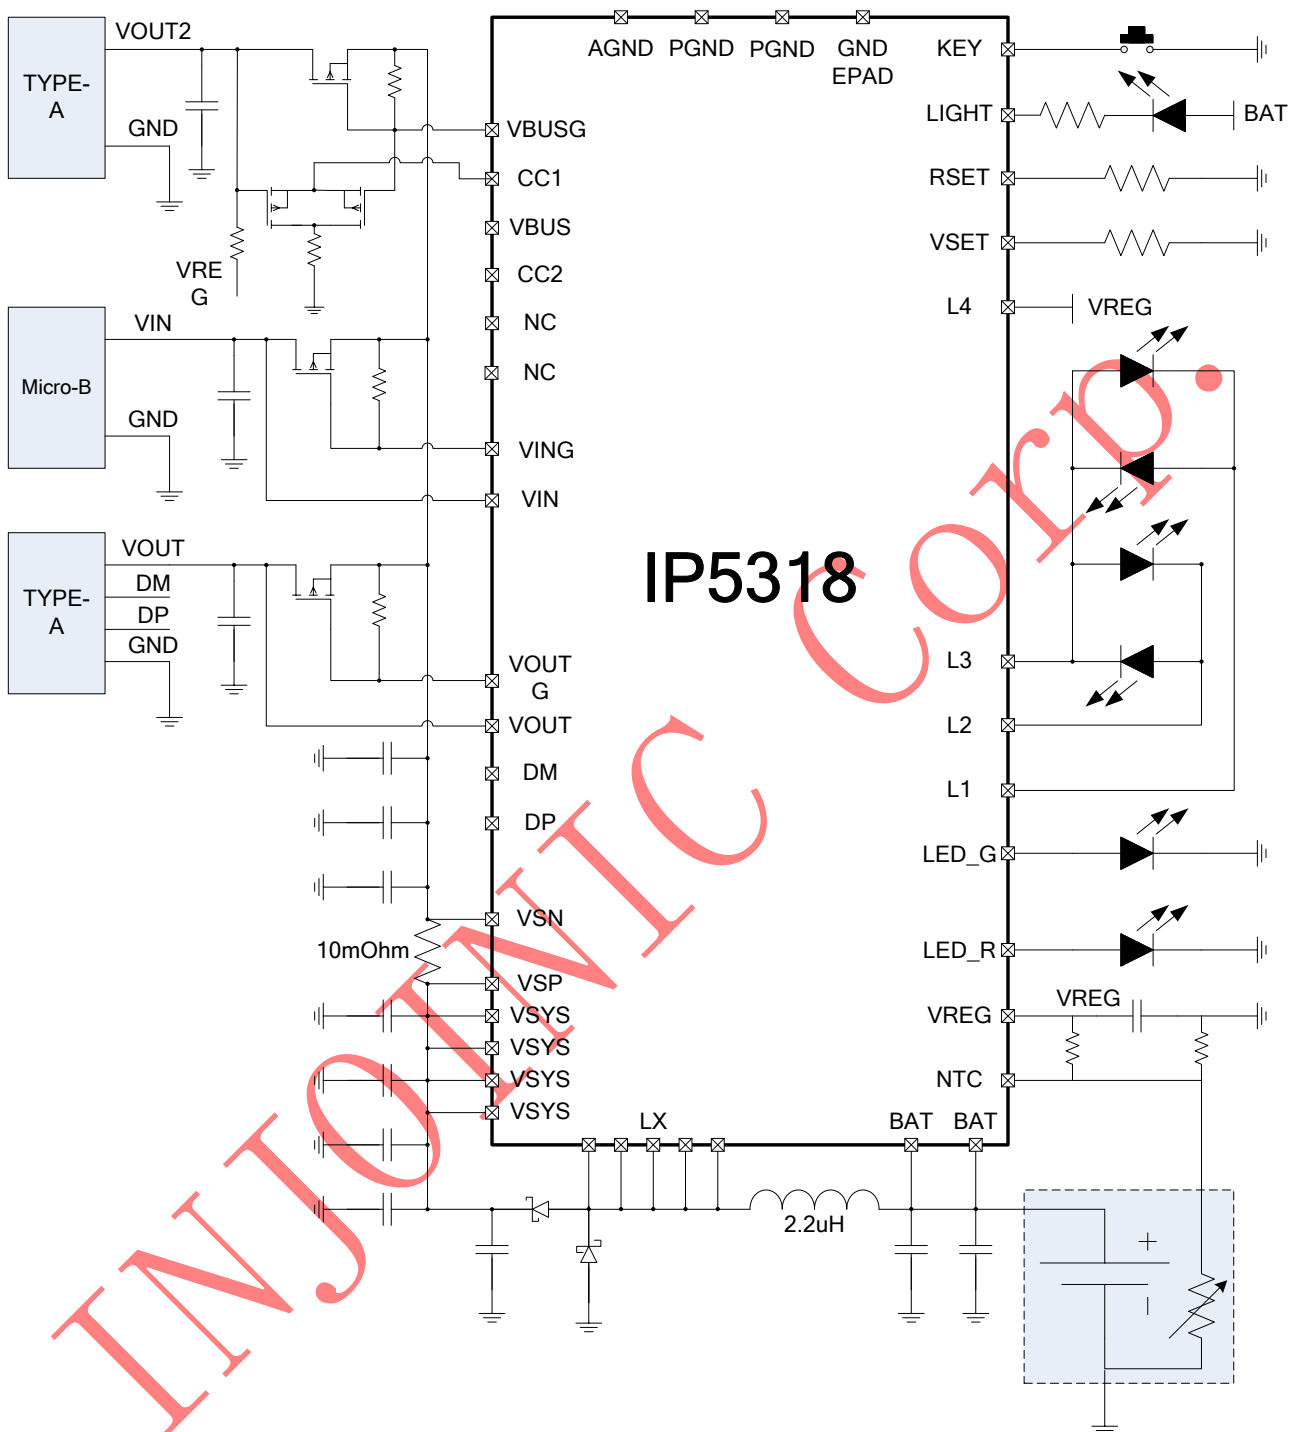 VOUT2
TYPE-
A
GND
VRE
G
VIN
Micro-B
GND
VOUT
DM
TYPE-
A
DP
GND
10mOhm
AGND
PGND
PGND
GND
EPAD
VBUSG
CC1
VBUS
CC2
NC
NC
VING
VIN
VOUT
G
VOUT
DM
DP
VSN
VSP
VSYS
VSYS
VSYS
VSYS
IP5318
LX
BAT
BAT
2.2uH
KEY
LIGHT
BAT
RSET
VSET
L4
VREG
L3
L2
L1
LED_G
LED_R
VREG
VREG
NTC
+
−
INJOINIC Corp.